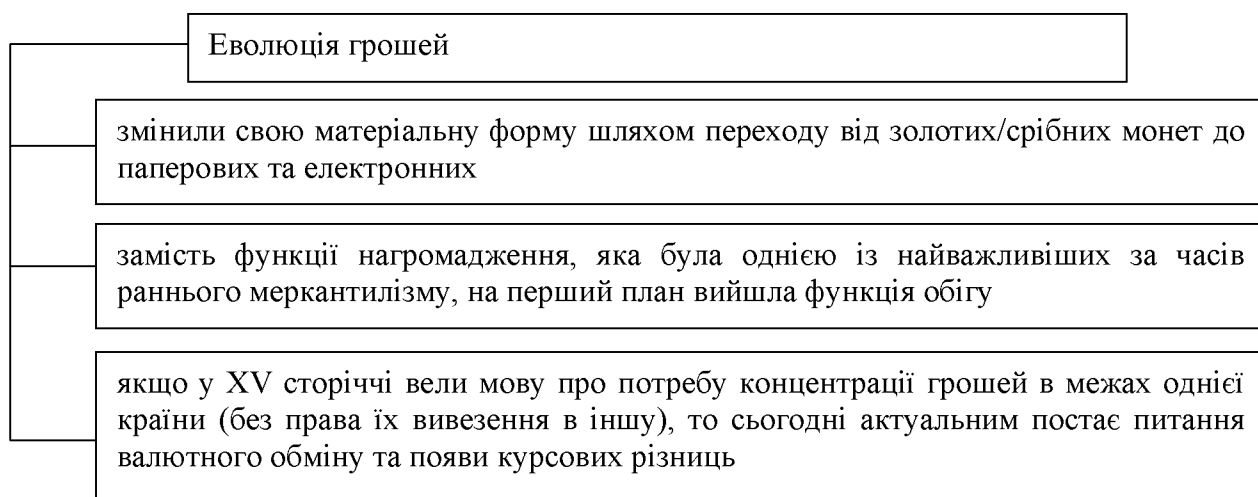 Еволюція грошей
змінили свою матеріальну форму шляхом переходу від золотих/срібних монет до
паперових та електронних
замість функції нагромадження, яка була однією із найважливіших за часів
раннього меркантилізму, на перший план вийшла функція обігу
якщо у XV сторіччі вели мову про потребу концентрації грошей в межах однієї
країни (без права їх вивезення в іншу), то сьогодні актуальним постає питання
валютного обміну та появи курсових різниць